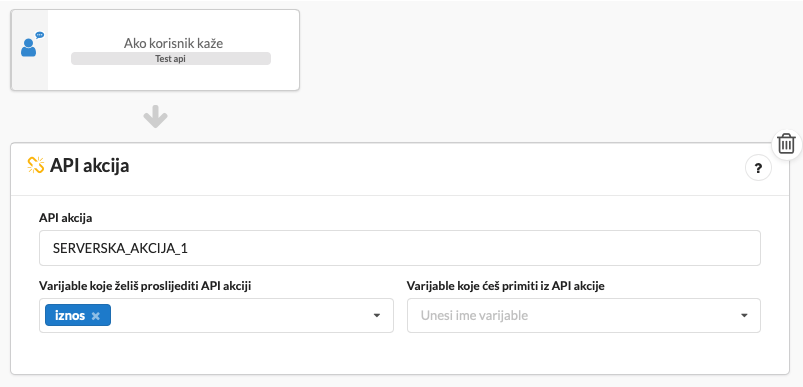 Ako korisnik kaže
Test api
API akcija
?
API akcija
SERVERSKA_AKCIJA_1
Varijable koje želiš proslijediti API akciji
Varijable koje ćeš primiti iz API akcije
iznos ×
Unesi ime varijable